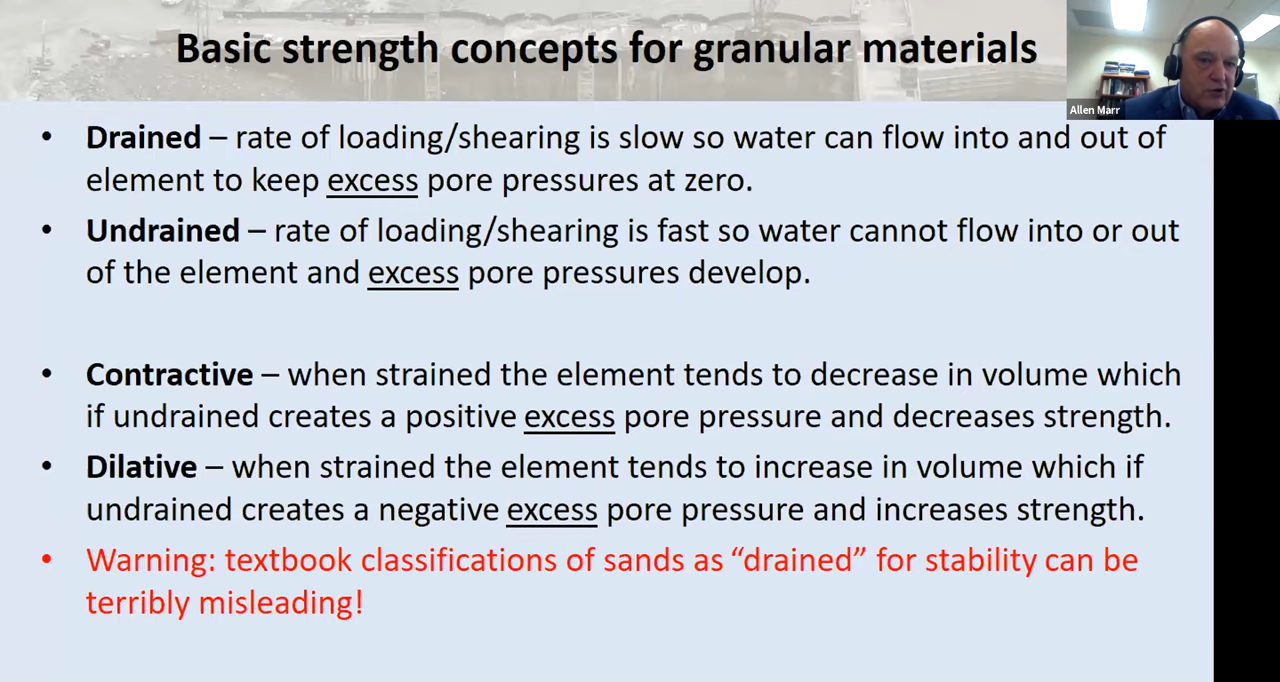 Basic strength concepts for granular materials
Allen Marr
• Drained – rate of loading/shearing is slow so water can flow into and out of
element to keep excess pore pressures at zero.
• Undrained – rate of loading/shearing is fast so water cannot flow into or out
of the element and excess pore pressures develop.
• Contractive – when strained the element tends to decrease in volume which
if undrained creates a positive excess pore pressure and decreases strength.
• Dilative – when strained the element tends to increase in volume which if
undrained creates a negative excess pore pressure and increases strength.
• Warning: textbook classifications of sands as “drained” for stability can be
terribly misleading!